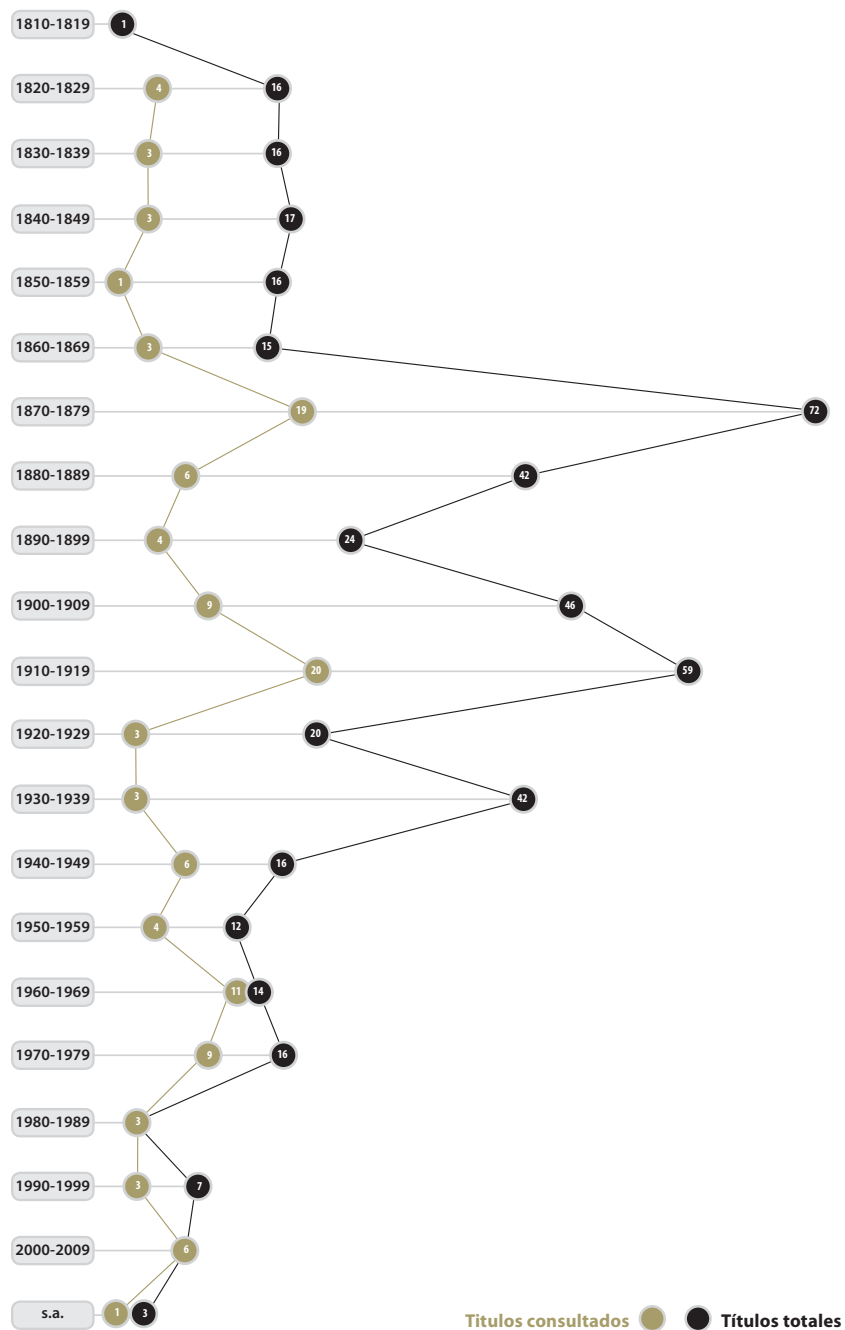 1810-1819 1
1820-1829 4 16
1830-1839 3 16
1840-1849 3 17
1850-1859 1 16
1860-1869 3 15
1870-1879 19 72
1880-1889 6 42
1890-1899 4 24
1900-1909 9 46
1910-1919 20 59
1920-1929 3 20
1930-1939 3 42
1940-1949 6 16
1950-1959 4 12
1960-1969 11 14
1970-1979 9 16
1980-1989 3
1990-1999 3 7
2000-2009 6
s.a. 1 3
Titulos consultados Títulos totales